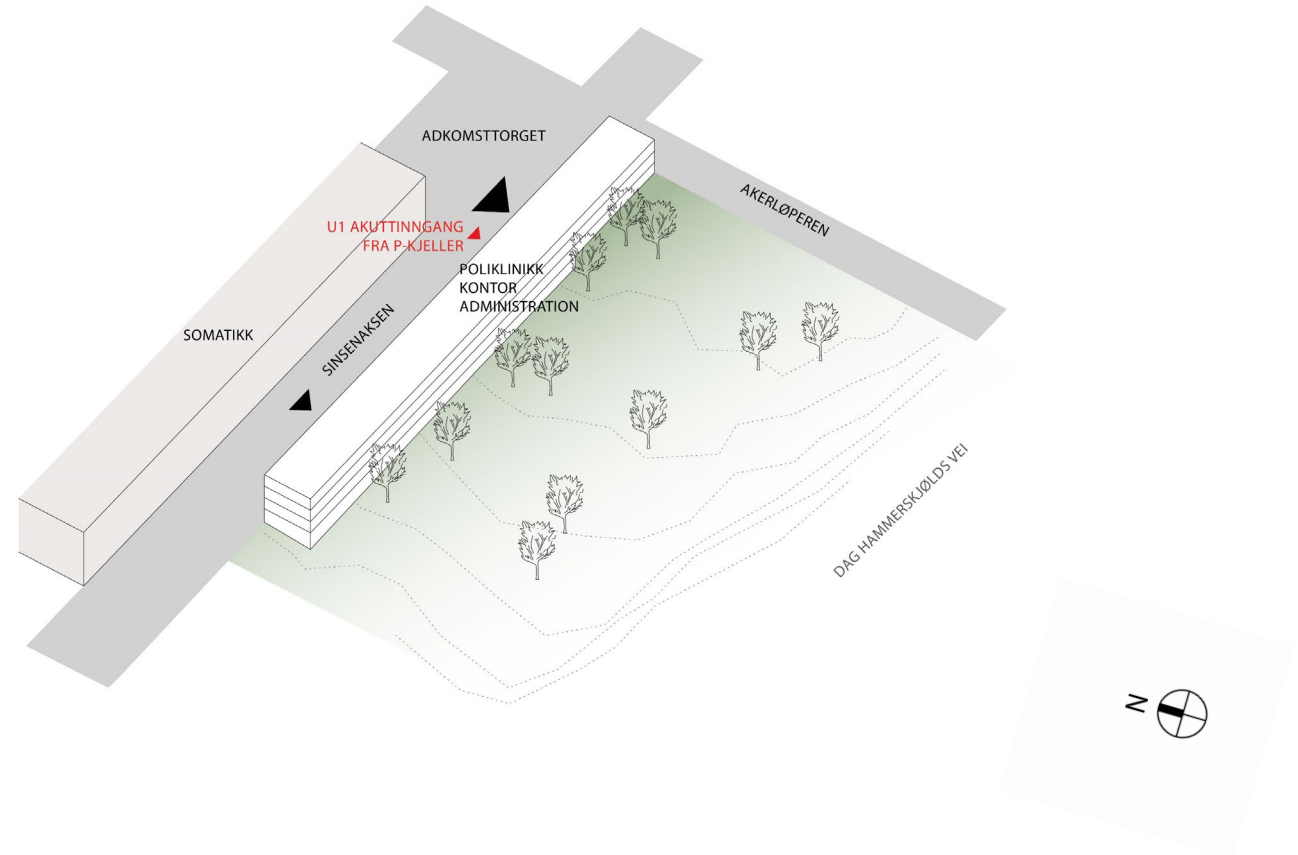 ADKOMSTTORGET
AKERLØPEREN
U1 AKUTTINNGANG
FRA P-KJELLER
POLIKLINIKK
KONTOR
ADMINISTRATION
SOMATIKK
SINSENAKSEN
DAG HAMMERSKJØLDS VEI
N